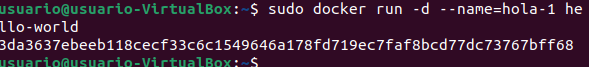 usuario@usuario-VirtualBox:~$ sudo docker run -d --name=hola-1 he
llo-world
3da3637ebeeb118cecf33c6c1549646a178fd719ec7faf8bcd77dc73767bff68
usuario@usuario-VirtualBox:~$